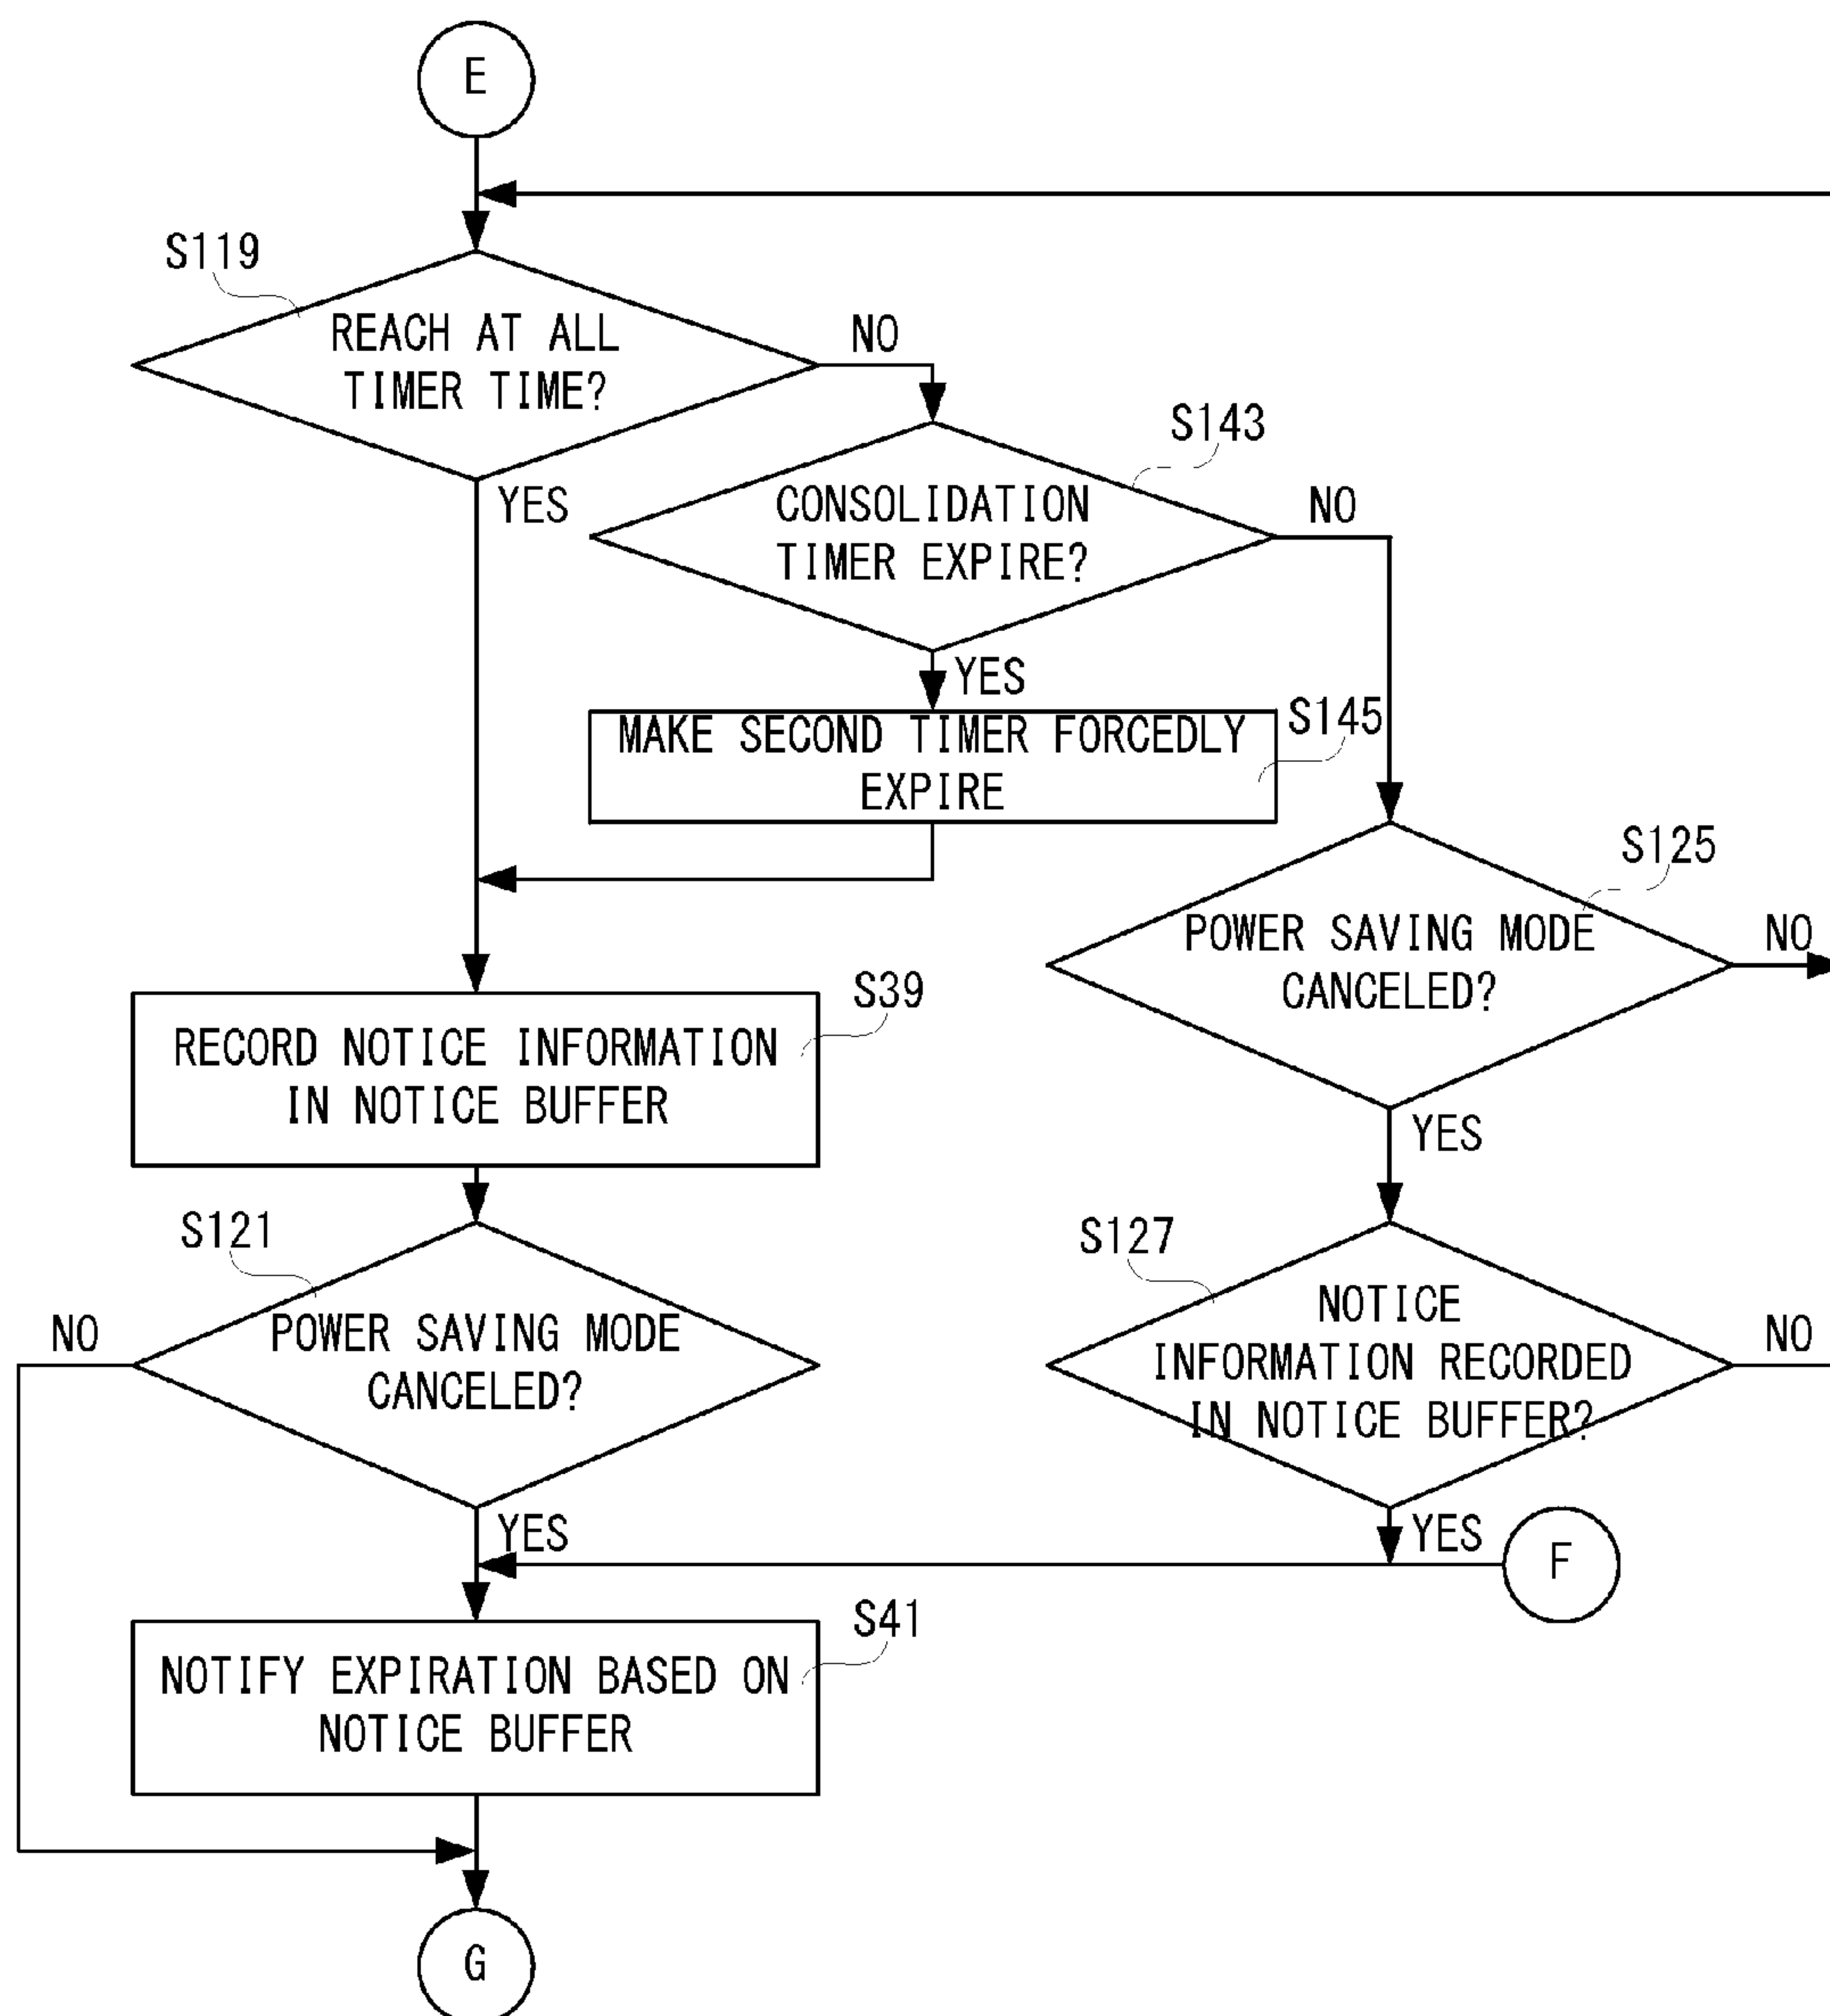 E
S119
REACH AT ALL
TIMER TIME?
NO
YES
S143
CONSOLIDATION
TIMER EXPIRE?
NO
YES
S145
MAKE SECOND TIMER FORCEDLY
EXPIRE
S125
POWER SAVING MODE
CANCELED?
NO
YES
S39
RECORD NOTICE INFORMATION
IN NOTICE BUFFER
S121
POWER SAVING MODE
CANCELED?
NO
YES
S127
NOTICE
INFORMATION RECORDED
IN NOTICE BUFFER?
NO
YES
F
S41
NOTIFY EXPIRATION BASED ON
NOTICE BUFFER
G